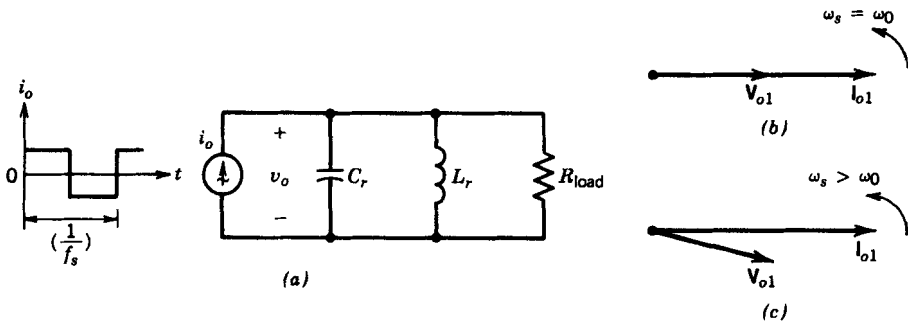 i_o
0
t
(1/f_s)
i_o
+
v_o
−
C_r
L_r
R_load
(a)
ω_s = ω_0
V_o1
I_o1
(b)
ω_s > ω_0
I_o1
V_o1
(c)